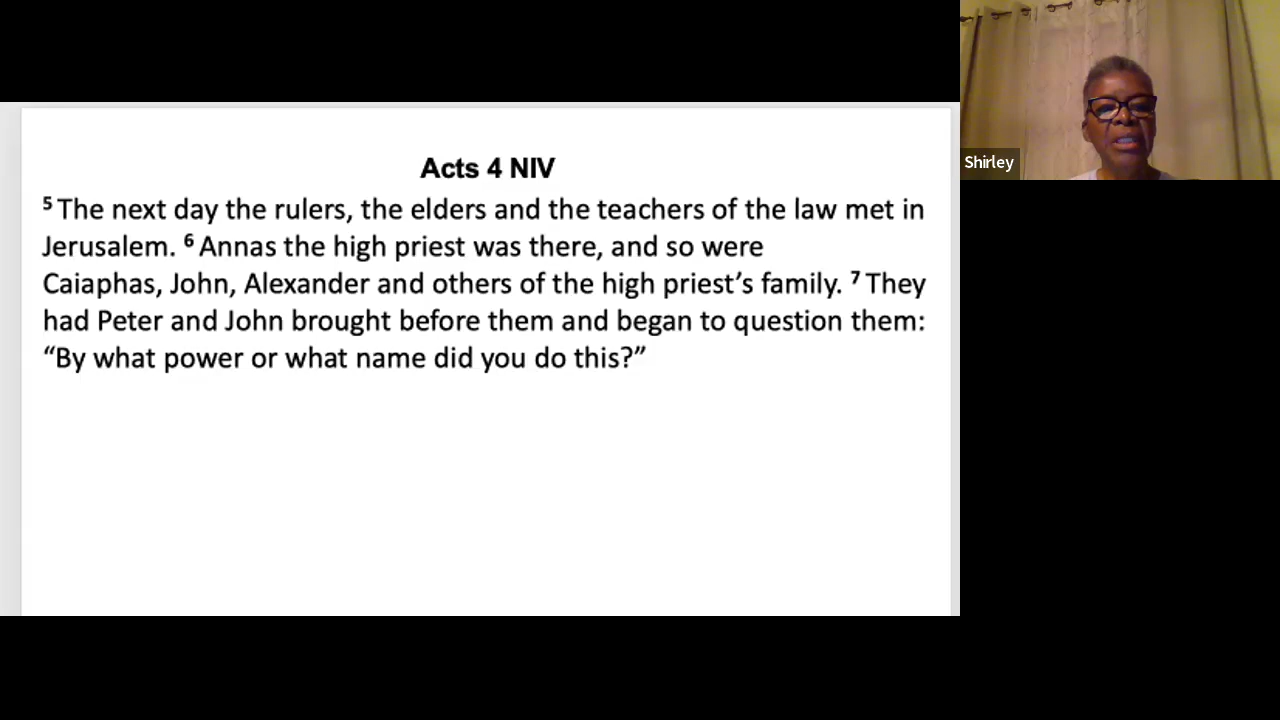 Acts 4 NIV
5 The next day the rulers, the elders and the teachers of the law met in
Jerusalem. 6 Annas the high priest was there, and so were
Caiaphas, John, Alexander and others of the high priest’s family. 7 They
had Peter and John brought before them and began to question them:
“By what power or what name did you do this?”
Shirley